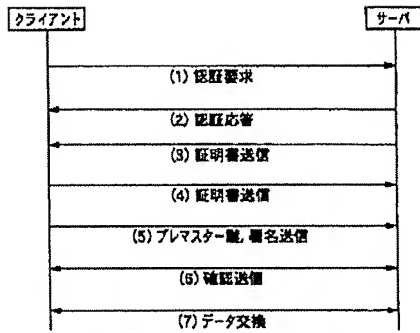 クライアント
サーバ
(1) 認証要求
(2) 認証応答
(3) 証明書送信
(4) 証明書送信
(5) プレマスター鍵, 署名送信
(6) 確認送信
(7) データ交換